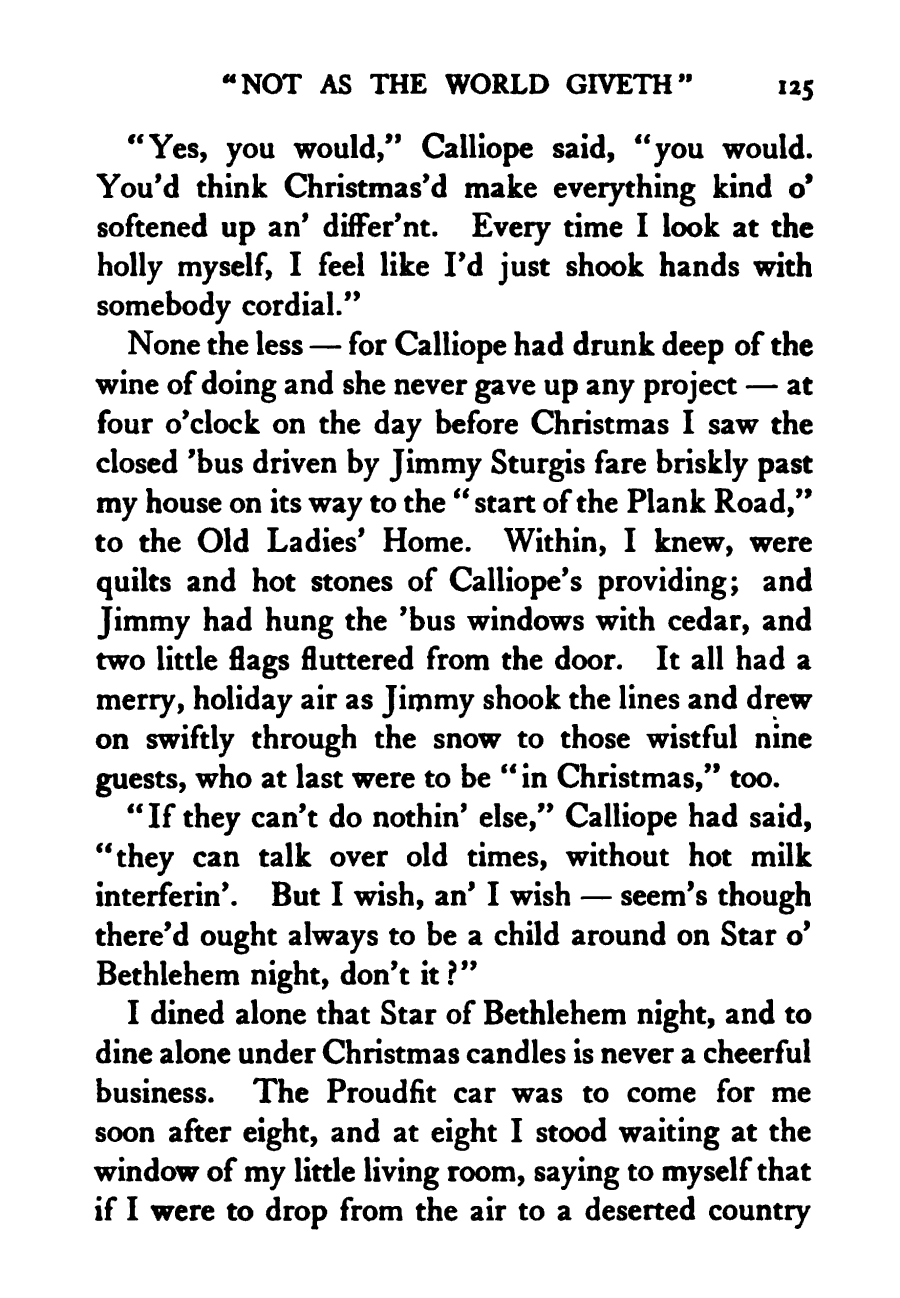 "NOT AS THE WORLD GIVETH" 125
"Yes, you would," Calliope said, "you would.
You'd think Christmas'd make everything kind o'
softened up an' differ'nt. Every time I look at the
holly myself, I feel like I'd just shook hands with
somebody cordial."
None the less — for Calliope had drunk deep of the
wine of doing and she never gave up any project — at
four o'clock on the day before Christmas I saw the
closed 'bus driven by Jimmy Sturgis fare briskly past
my house on its way to the "start of the Plank Road,"
to the Old Ladies' Home. Within, I knew, were
quilts and hot stones of Calliope's providing; and
Jimmy had hung the 'bus windows with cedar, and
two little flags fluttered from the door. It all had a
merry, holiday air as Jimmy shook the lines and drew
on swiftly through the snow to those wistful nine
guests, who at last were to be "in Christmas," too.
"If they can't do nothin' else," Calliope had said,
"they can talk over old times, without hot milk
interferin'. But I wish, an' I wish — seem's though
there'd ought always to be a child around on Star o'
Bethlehem night, don't it?"
I dined alone that Star of Bethlehem night, and to
dine alone under Christmas candles is never a cheerful
business. The Proudfit car was to come for me
soon after eight, and at eight I stood waiting at the
window of my little living room, saying to myself that
if I were to drop from the air to a deserted country